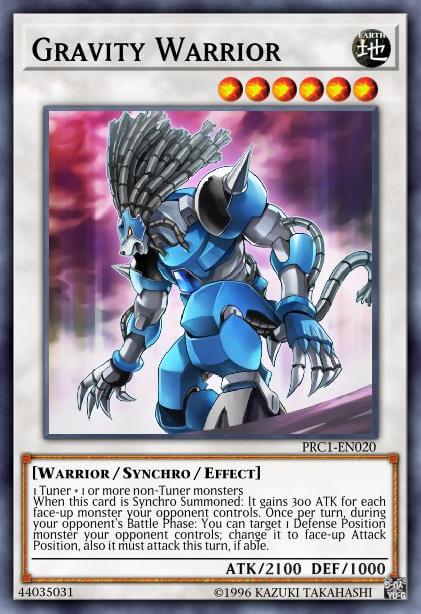 GRAVITY WARRIOR
EARTH
地
PRC1-EN020
[WARRIOR / SYNCHRO / EFFECT]
1 Tuner + 1 or more non-Tuner monsters
When this card is Synchro Summoned: It gains 300 ATK for each
face-up monster your opponent controls. Once per turn, during
your opponent's Battle Phase: You can target 1 Defense Position
monster your opponent controls; change it to face-up Attack
Position, also it must attack this turn, if able.
ATK/2100 DEF/1000
44035031
©1996 KAZUKI TAKAHASHI